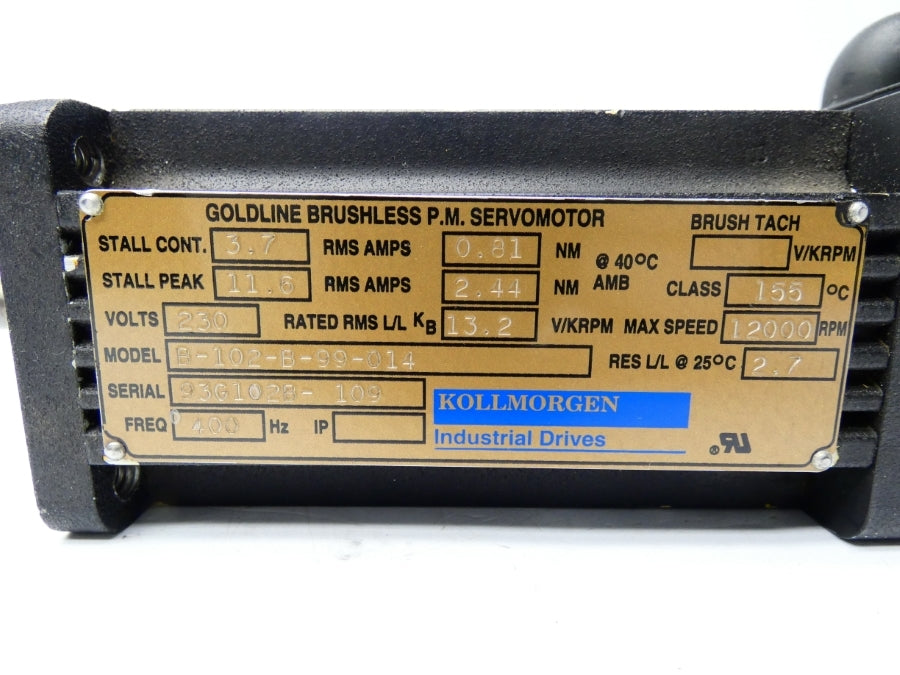 GOLDLINE BRUSHLESS P.M. SERVOMOTOR
BRUSH TACH V/KRPM
STALL CONT. 3.7 RMS AMPS 0.81 NM
STALL PEAK 11.6 RMS AMPS 2.44 NM
@ 40°C AMB
CLASS 155 °C
VOLTS 230 RATED RMS L/L KB 13.2 V/KRPM MAX SPEED 12000 RPM
MODEL B-102-B-99-014
RES L/L @ 25°C 2.7
SERIAL 93G1028- 109
FREQ 400 Hz IP
KOLLMORGEN
Industrial Drives